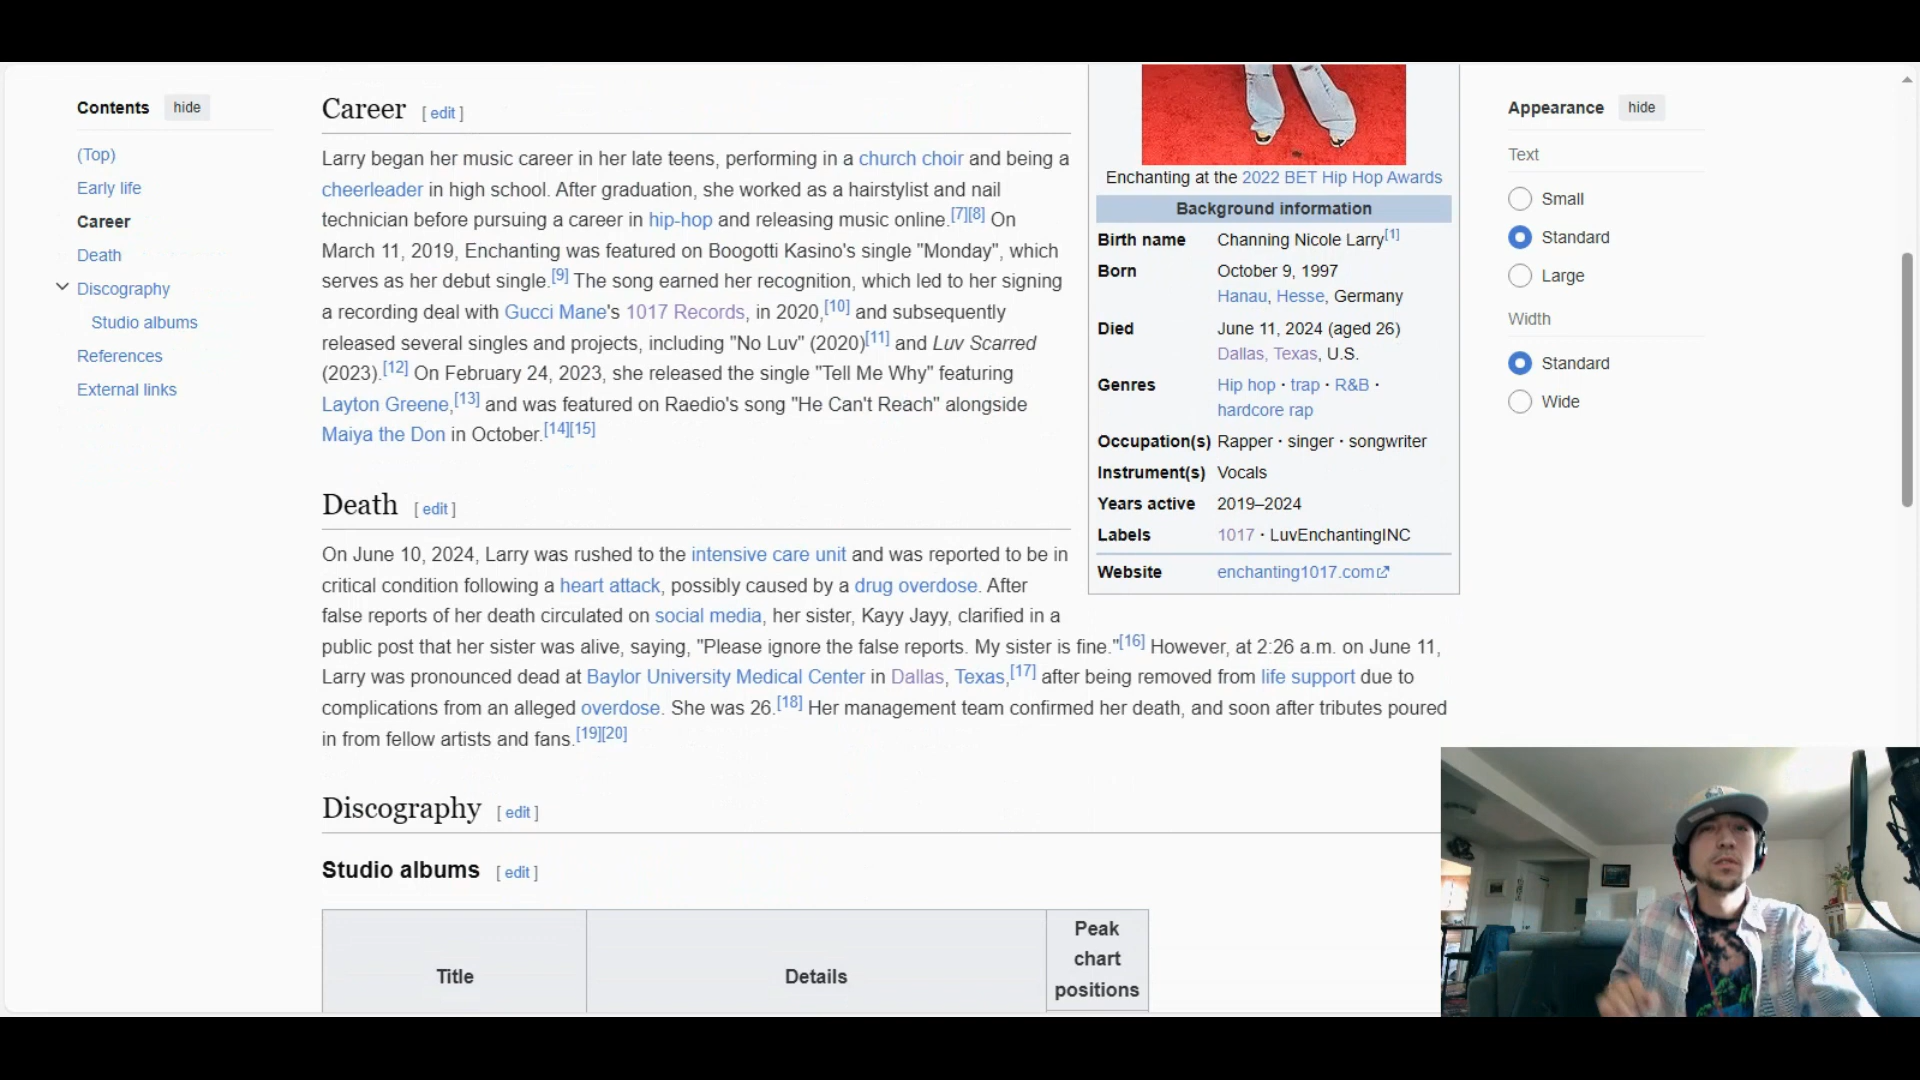 Contents hide
(Top)
Early life
Career
Death
Discography
Studio albums
References
External links
Career [ edit ]
Larry began her music career in her late teens, performing in a church choir and being a
cheerleader in high school. After graduation, she worked as a hairstylist and nail
technician before pursuing a career in hip-hop and releasing music online.[7][8] On
March 11, 2019, Enchanting was featured on Boogotti Kasino's single "Monday", which
serves as her debut single.[9] The song earned her recognition, which led to her signing
a recording deal with Gucci Mane's 1017 Records, in 2020,[10] and subsequently
released several singles and projects, including "No Luv" (2020)[11] and Luv Scarred
(2023).[12] On February 24, 2023, she released the single "Tell Me Why" featuring
Layton Greene,[13] and was featured on Raedio's song "He Can't Reach" alongside
Maiya the Don in October.[14][15]
Death [ edit ]
On June 10, 2024, Larry was rushed to the intensive care unit and was reported to be in
critical condition following a heart attack, possibly caused by a drug overdose. After
false reports of her death circulated on social media, her sister, Kayy Jayy, clarified in a
public post that her sister was alive, saying, "Please ignore the false reports. My sister is fine."[16] However, at 2:26 a.m. on June 11,
Larry was pronounced dead at Baylor University Medical Center in Dallas, Texas,[17] after being removed from life support due to
complications from an alleged overdose. She was 26.[18] Her management team confirmed her death, and soon after tributes poured
in from fellow artists and fans.[19][20]
Discography [ edit ]
Studio albums [ edit ]
Title
Details
Peak
chart
positions
Enchanting at the 2022 BET Hip Hop Awards
Background information
Birth name Channing Nicole Larry[1]
Born October 9, 1997
Hanau, Hesse, Germany
Died June 11, 2024 (aged 26)
Dallas, Texas, U.S.
Genres Hip hop · trap · R&B ·
hardcore rap
Occupation(s) Rapper · singer · songwriter
Instrument(s) Vocals
Years active 2019–2024
Labels 1017 · LuvEnchantingINC
Website enchanting1017.com
Appearance hide
Text
Small
Standard
Large
Width
Standard
Wide